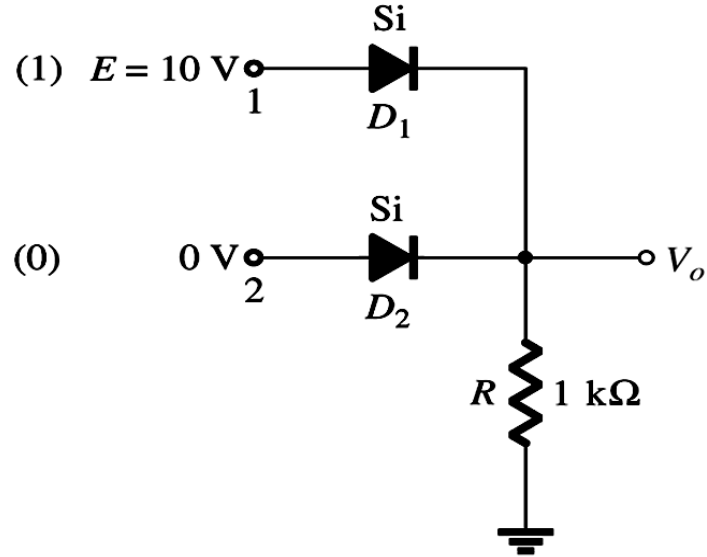 Si
(1) E = 10 V
1
D₁
Si
(0) 0 V
2
D₂
Vₒ
R 1 kΩ